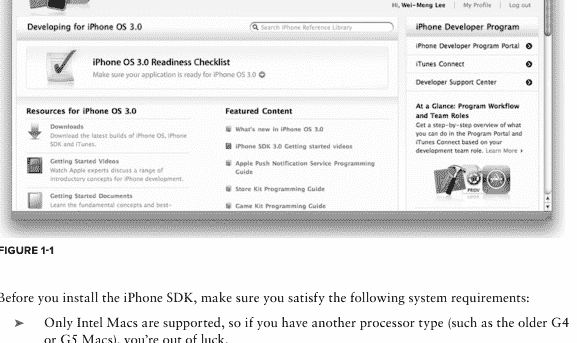 Hi, Wei-Meng Lee | My Profile | Log out
Developing for iPhone OS 3.0
Search iPhone Reference Library
iPhone OS 3.0 Readiness Checklist
Make sure your application is ready for iPhone OS 3.0
Resources for iPhone OS 3.0
Downloads
Download the latest builds of iPhone OS, iPhone
SDK and iTunes.
Getting Started Videos
Watch Apple experts discuss a range of
introductory concepts for iPhone development.
Getting Started Documents
Learn the fundamental concepts and best-
Featured Content
What's new in iPhone OS 3.0
iPhone SDK 3.0 Getting started videos
Apple Push Notification Service Programming
Guide
Store Kit Programming Guide
Game Kit Programming Guide
iPhone Developer Program
iPhone Developer Program Portal
iTunes Connect
Developer Support Center
At a Glance: Program Workflow
and Team Roles
Get a step-by-step overview of what
you can do in the Program Portal and
iTunes Connect based on your
development team role. Learn More >
PROV
FIGURE 1-1
Before you install the iPhone SDK, make sure you satisfy the following system requirements:
➤ Only Intel Macs are supported, so if you have another processor type (such as the older G4
or G5 Macs), you're out of luck.